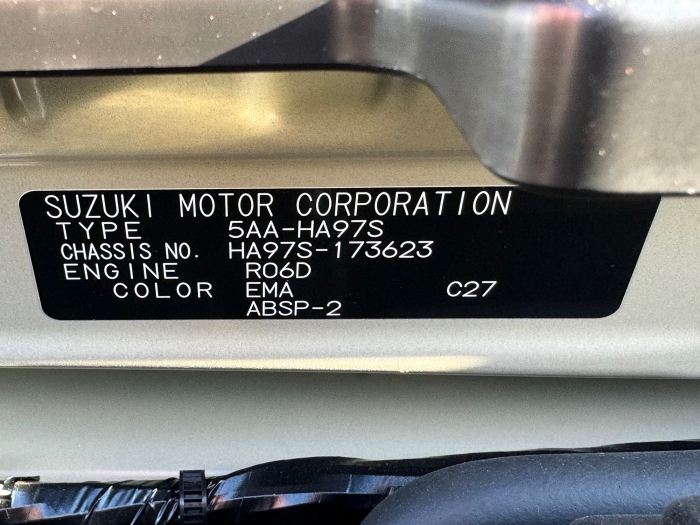 SUZUKI MOTOR CORPORATION
TYPE 5AA-HA97S
CHASSIS NO. HA97S-173623
ENGINE R06D
COLOR EMA C27
ABSP-2